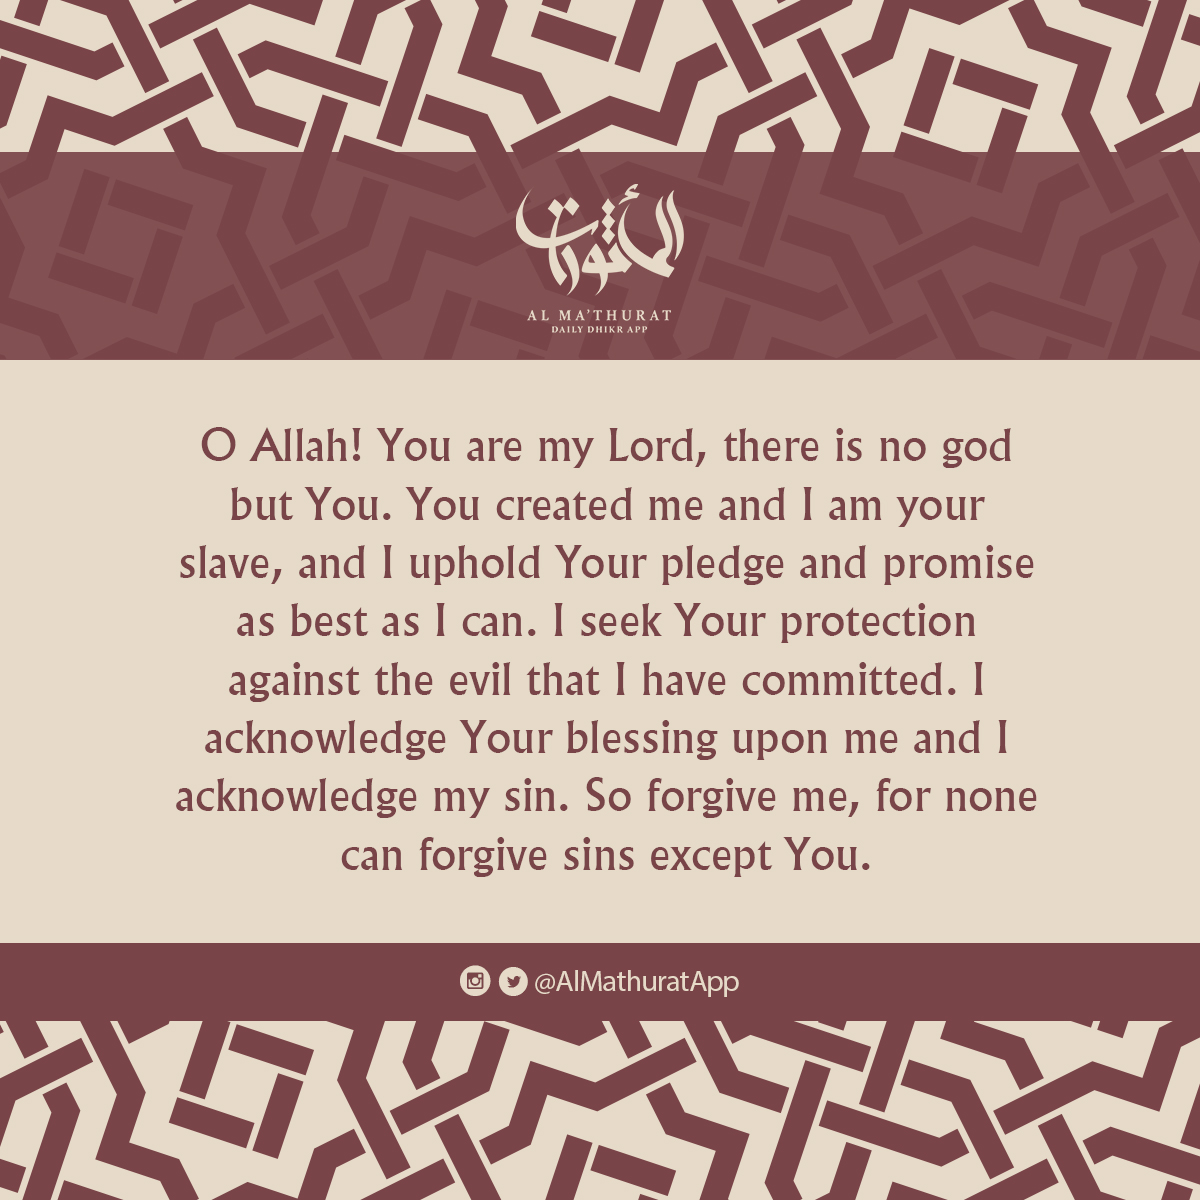 المأثورات
AL MA'THURAT
DAILY DHIKR APP
O Allah! You are my Lord, there is no god
but You. You created me and I am your
slave, and I uphold Your pledge and promise
as best as I can. I seek Your protection
against the evil that I have committed. I
acknowledge Your blessing upon me and I
acknowledge my sin. So forgive me, for none
can forgive sins except You.
@AlMathuratApp